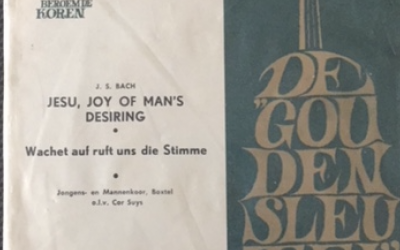 BEROEMDE
KOREN
J. S. BACH
JESU, JOY OF MAN'S
DESIRING
Wachet auf ruft uns die Stimme
Jongens- en Mannenkoor, Boxtel
o.l.v. Cor Suys
DE
„GOU
DEN
SLEU